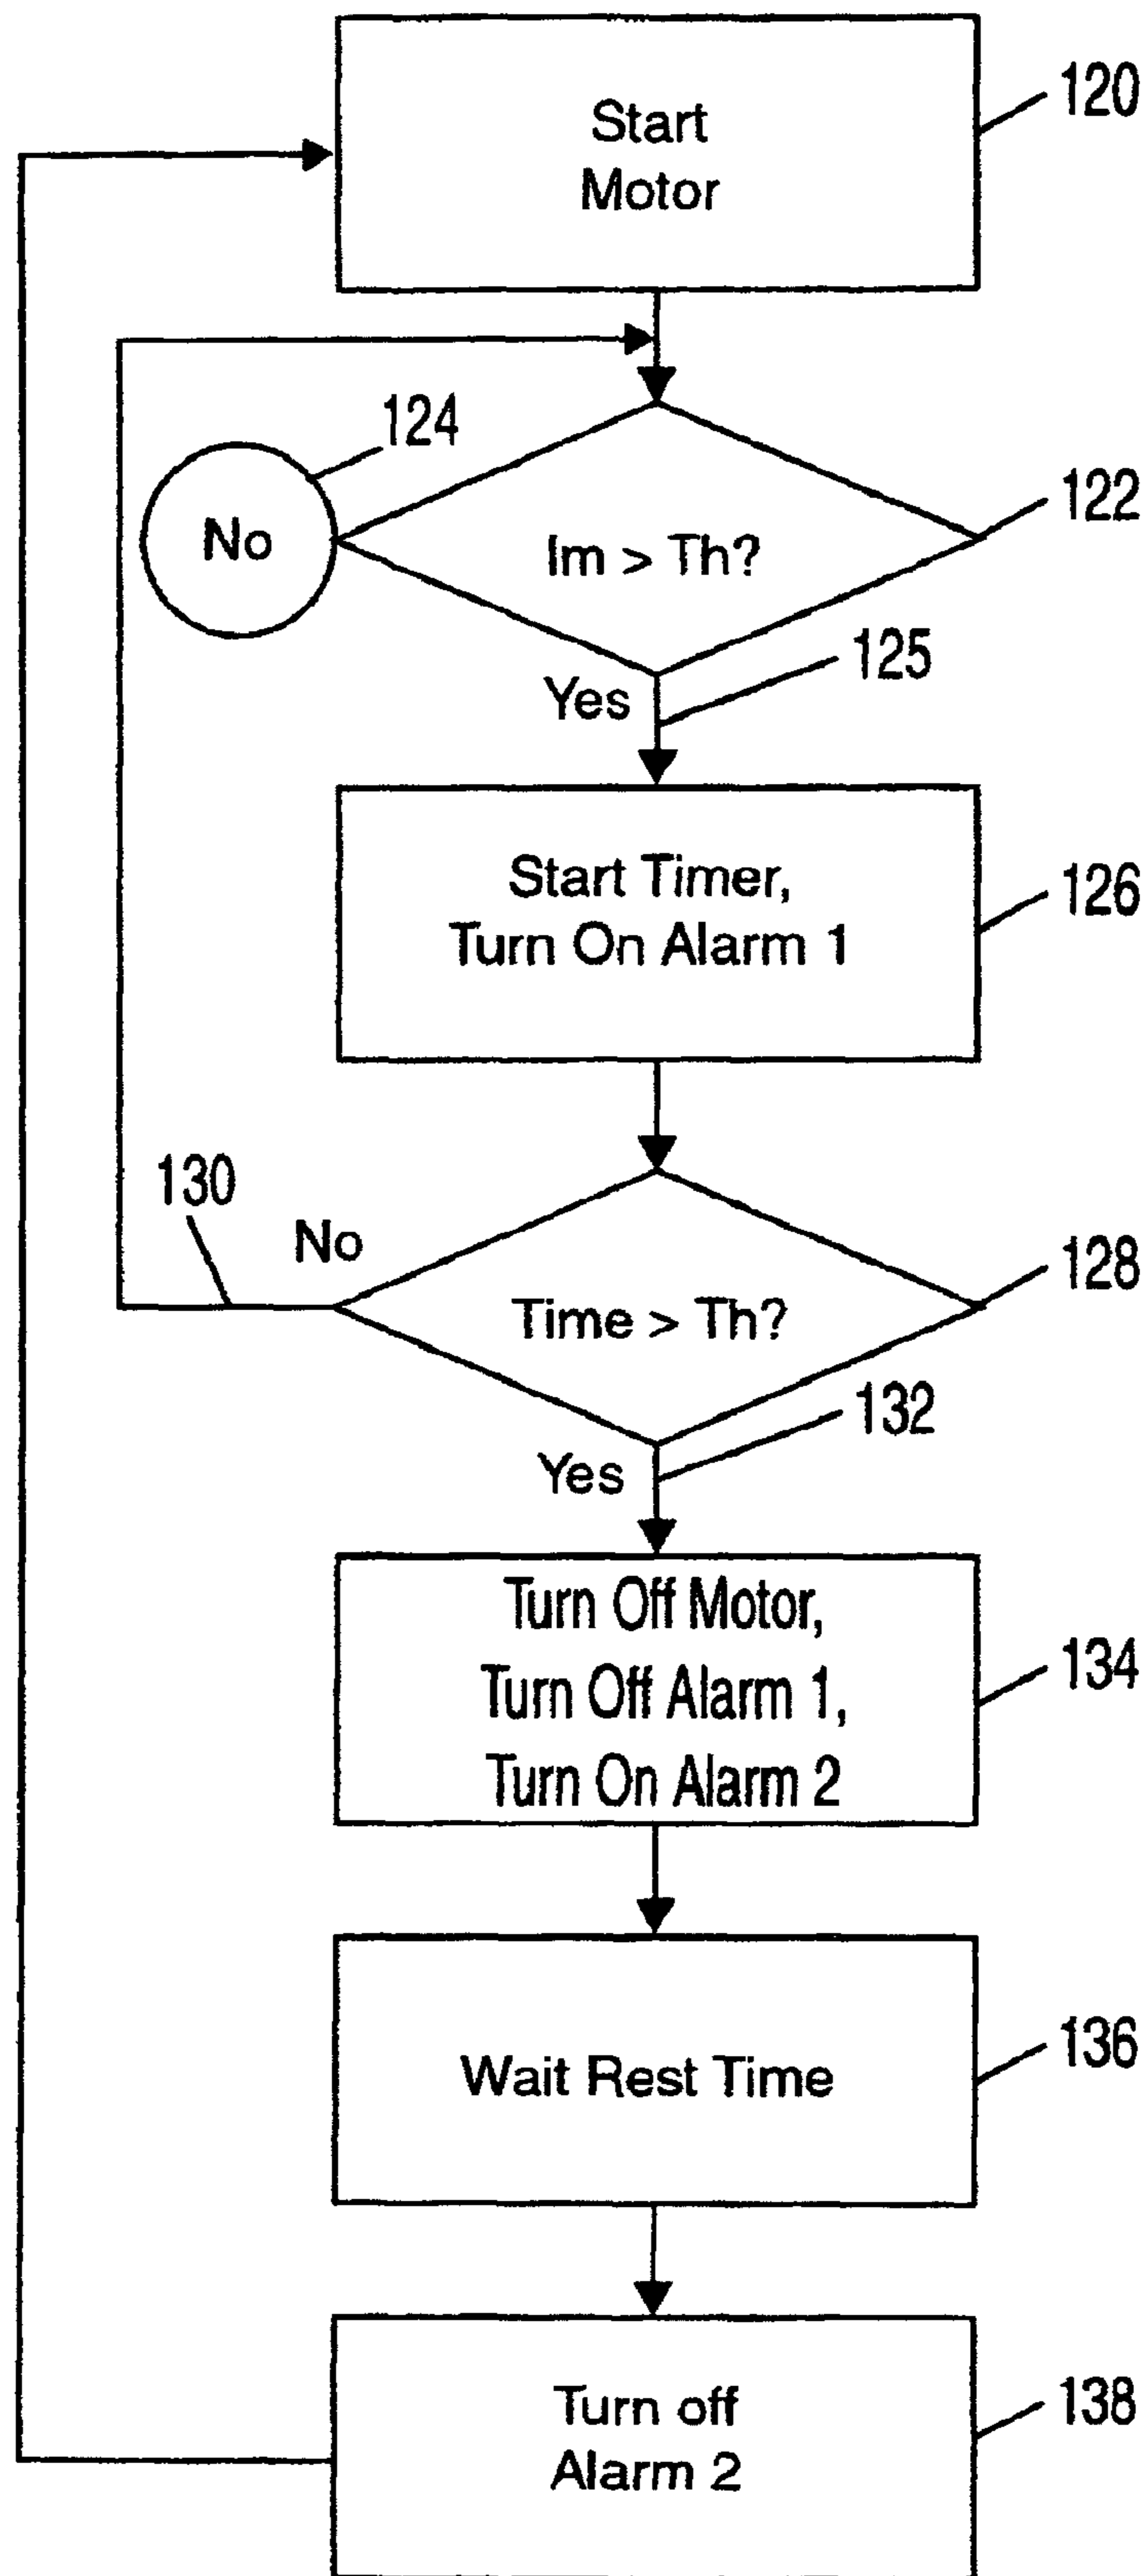 Start
Motor
120
124
No
Im > Th?
122
Yes
125
Start Timer,
Turn On Alarm 1
126
130
No
Time > Th?
128
Yes
132
Turn Off Motor,
Turn Off Alarm 1,
Turn On Alarm 2
134
Wait Rest Time
136
Turn off
Alarm 2
138